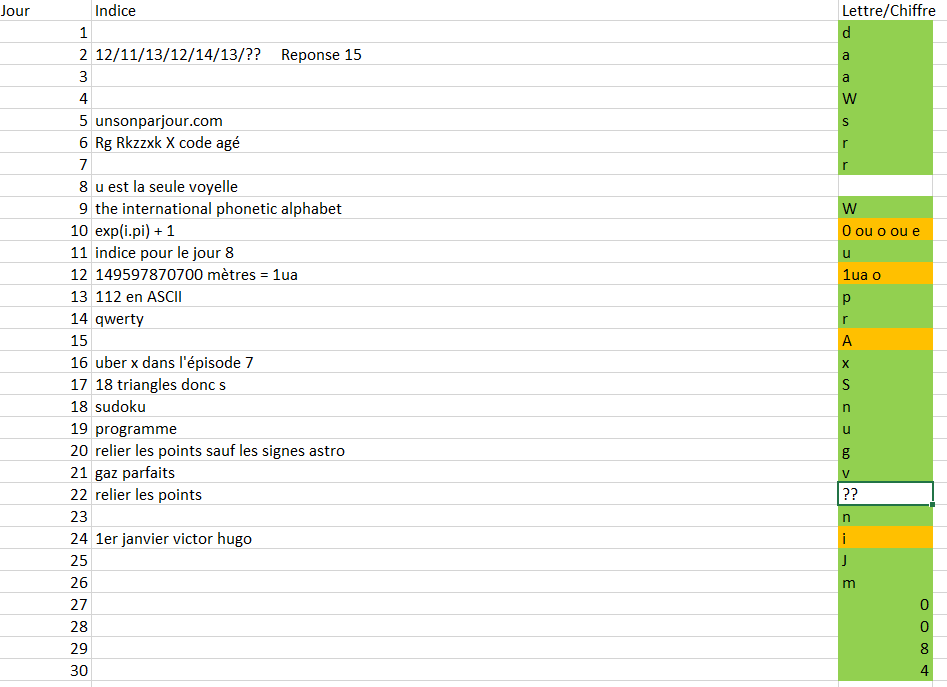 Jour Indice Lettre/Chiffre
1 d
2 12/11/13/12/14/13/?? Reponse 15 a
3 a
4 W
5 unsonparjour.com s
6 Rg Rkzzxk X code agé r
7 r
8 u est la seule voyelle
9 the international phonetic alphabet W
10 exp(i.pi) + 1 0 ou o ou e
11 indice pour le jour 8 u
12 149597870700 mètres = 1ua 1ua o
13 112 en ASCII p
14 qwerty r
15 A
16 uber x dans l'épisode 7 x
17 18 triangles donc s S
18 sudoku n
19 programme u
20 relier les points sauf les signes astro g
21 gaz parfaits v
22 relier les points ??
23 n
24 1er janvier victor hugo i
25 J
26 m
27 0
28 0
29 8
30 4